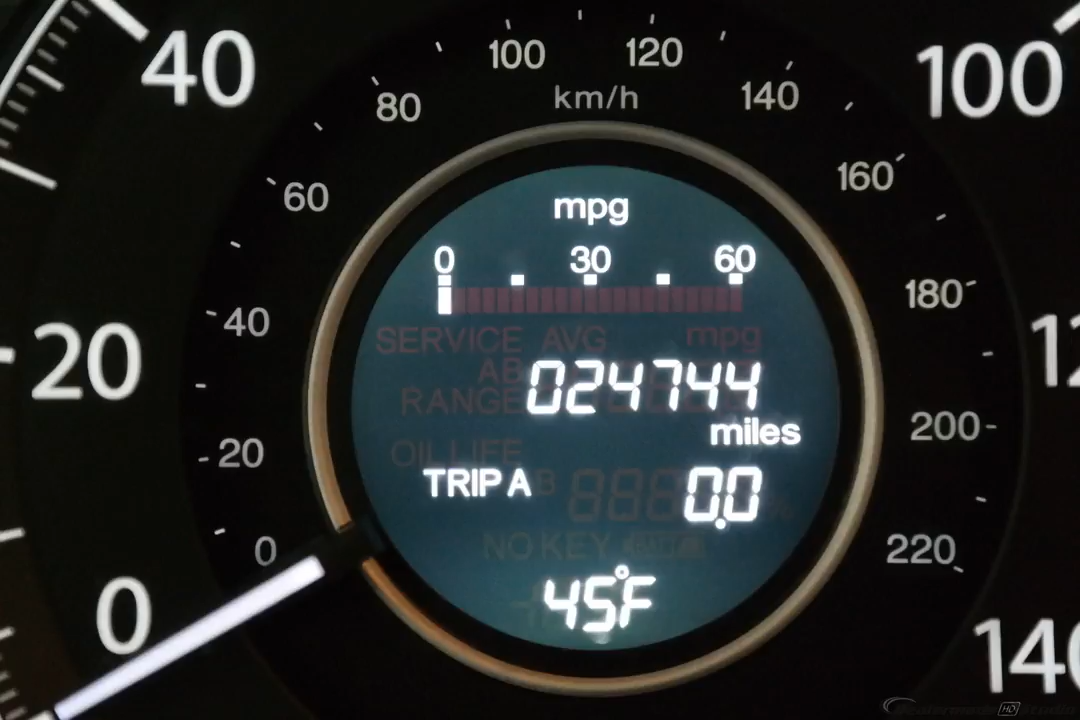 40
100
100 120
80 140
km/h
60 160
mpg
0 30 60
40 180
SERVICE AVG mpg
AB
RANGE 024744
miles
20
20 200
OIL LIFE
TRIP A B 0.0
NO KEY
0 220
45°F
0
140